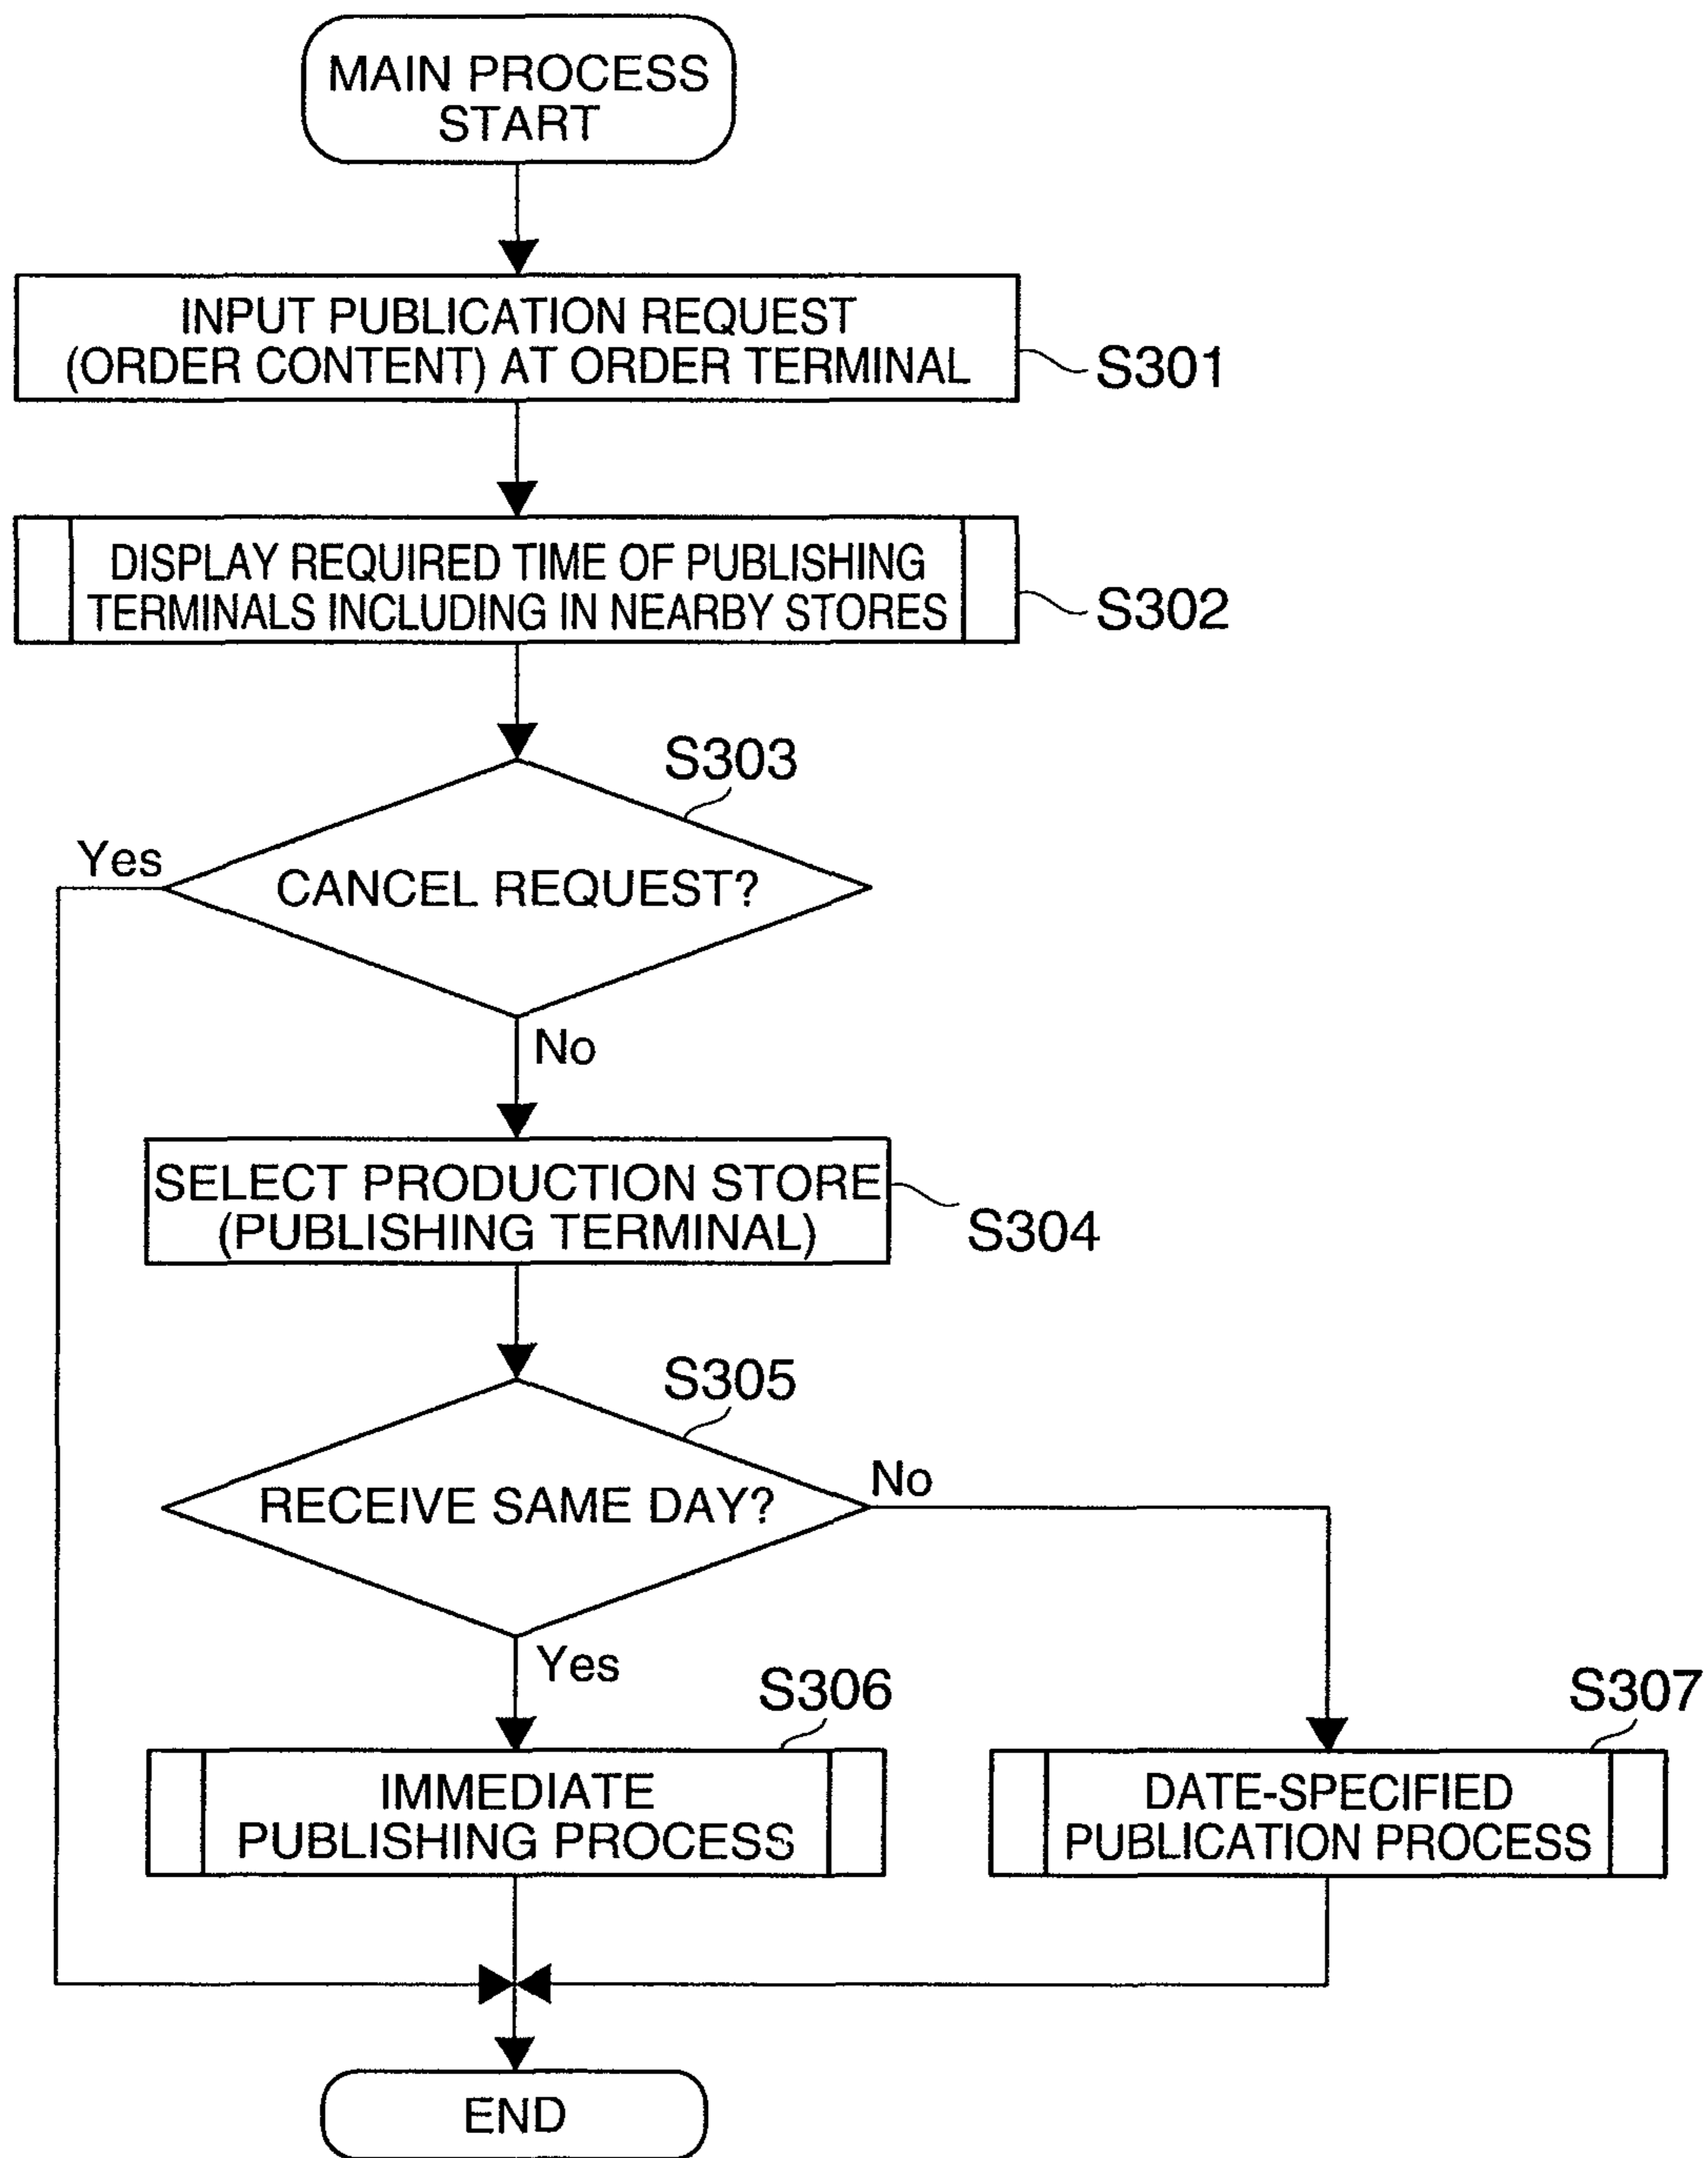 MAIN PROCESS
START
INPUT PUBLICATION REQUEST
(ORDER CONTENT) AT ORDER TERMINAL
S301
DISPLAY REQUIRED TIME OF PUBLISHING
TERMINALS INCLUDING IN NEARBY STORES
S302
S303
Yes
CANCEL REQUEST?
No
SELECT PRODUCTION STORE
(PUBLISHING TERMINAL)
S304
S305
RECEIVE SAME DAY?
No
Yes
S306
IMMEDIATE
PUBLISHING PROCESS
S307
DATE-SPECIFIED
PUBLICATION PROCESS
END